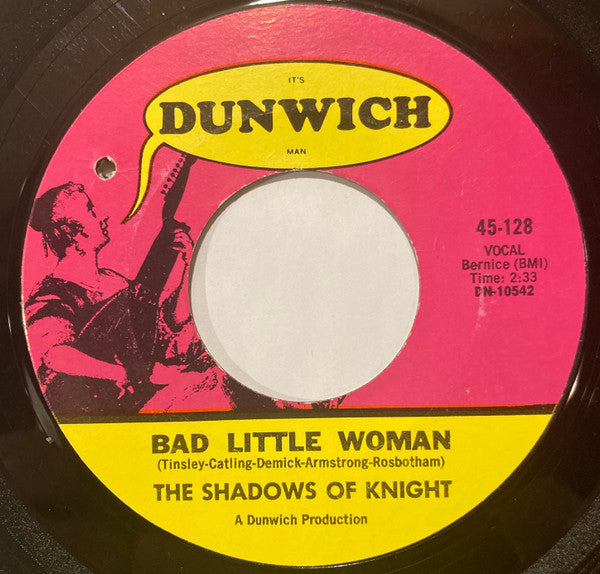 IT'S
DUNWICH
MAN
45-128
VOCAL
Bernice (BMI)
Time: 2:33
DN-10542
BAD LITTLE WOMAN
(Tinsley-Catling-Demick-Armstrong-Rosbotham)
THE SHADOWS OF KNIGHT
A Dunwich Production